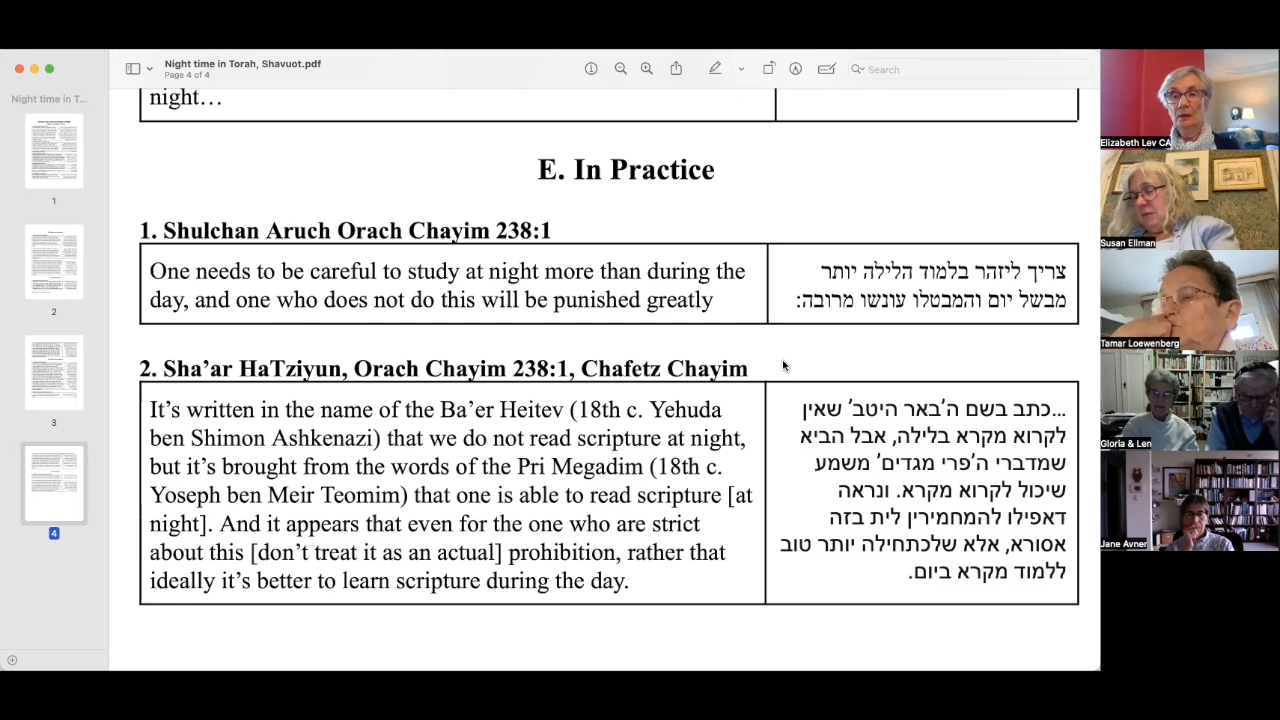 Night time in Torah, Shavuot.pdf
Page 4 of 4
Search
Night time in T...
1
2
3
4
night…
E. In Practice
1. Shulchan Aruch Orach Chayim 238:1
One needs to be careful to study at night more than during the
day, and one who does not do this will be punished greatly
צריך ליזהר בלמוד הלילה יותר
מבשל יום והמבטלו עונשו מרובה:
2. Shaar HaTziyun, Orach Chayim 238:1, Chafetz Chayim
It’s written in the name of the Ba’er Heitev (18th c. Yehuda
ben Shimon Ashkenazi) that we do not read scripture at night,
but it’s brought from the words of the Pri Megadim (18th c.
Yoseph ben Meir Teomim) that one is able to read scripture [at
night]. And it appears that even for the one who are strict
about this [don’t treat it as an actual] prohibition, rather that
ideally it’s better to learn scripture during the day.
...כתב בשם ה’באר היטב’ שאין
לקרוא מקרא בלילה, אבל הביא
שמדברי ה’פרי מגדים’ משמע
שיכול לקרוא מקרא. ונראה
דאפילו להמחמירין לית בזה
אסורא, אלא שלכתחילה יותר טוב
ללמוד מקרא ביום.
Elizabeth Lev CA
Susan Ellman
Tamar Loewenberg
Gloria & Len
Jane Avner